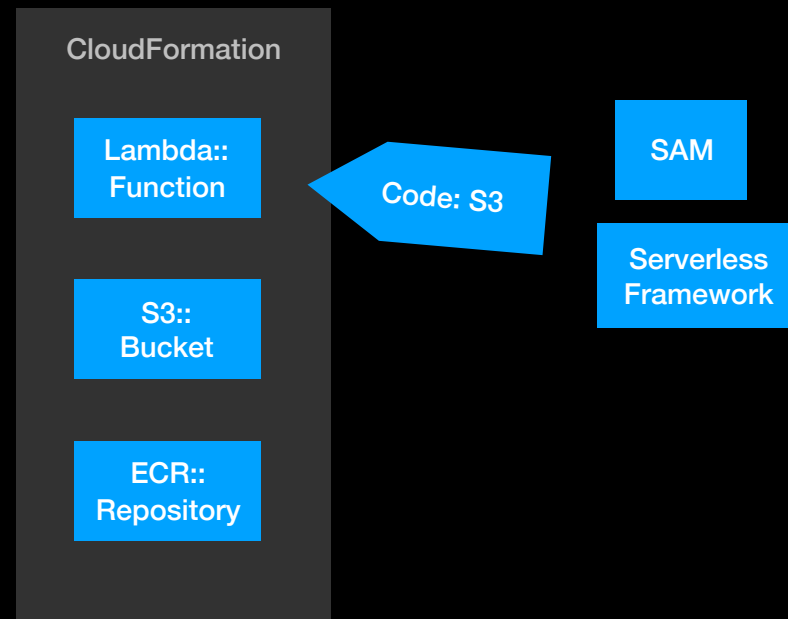 CloudFormation
Lambda::
Function
Code: S3
SAM
Serverless
Framework
S3::
Bucket
ECR::
Repository